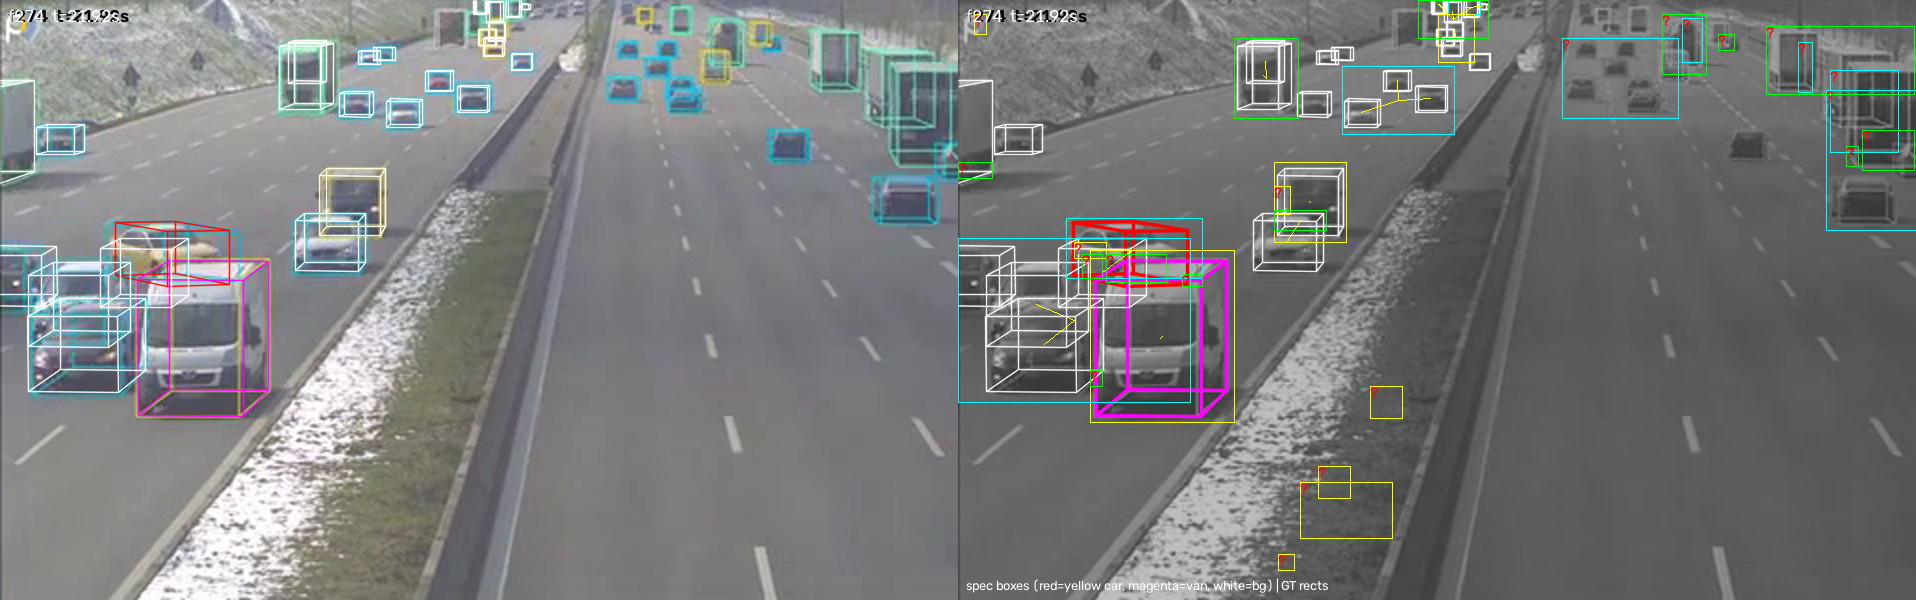 f274 t=21.92s
f274 t=21.92s
spec boxes (red=yellow car, magenta=van, white=bg) | GT rects